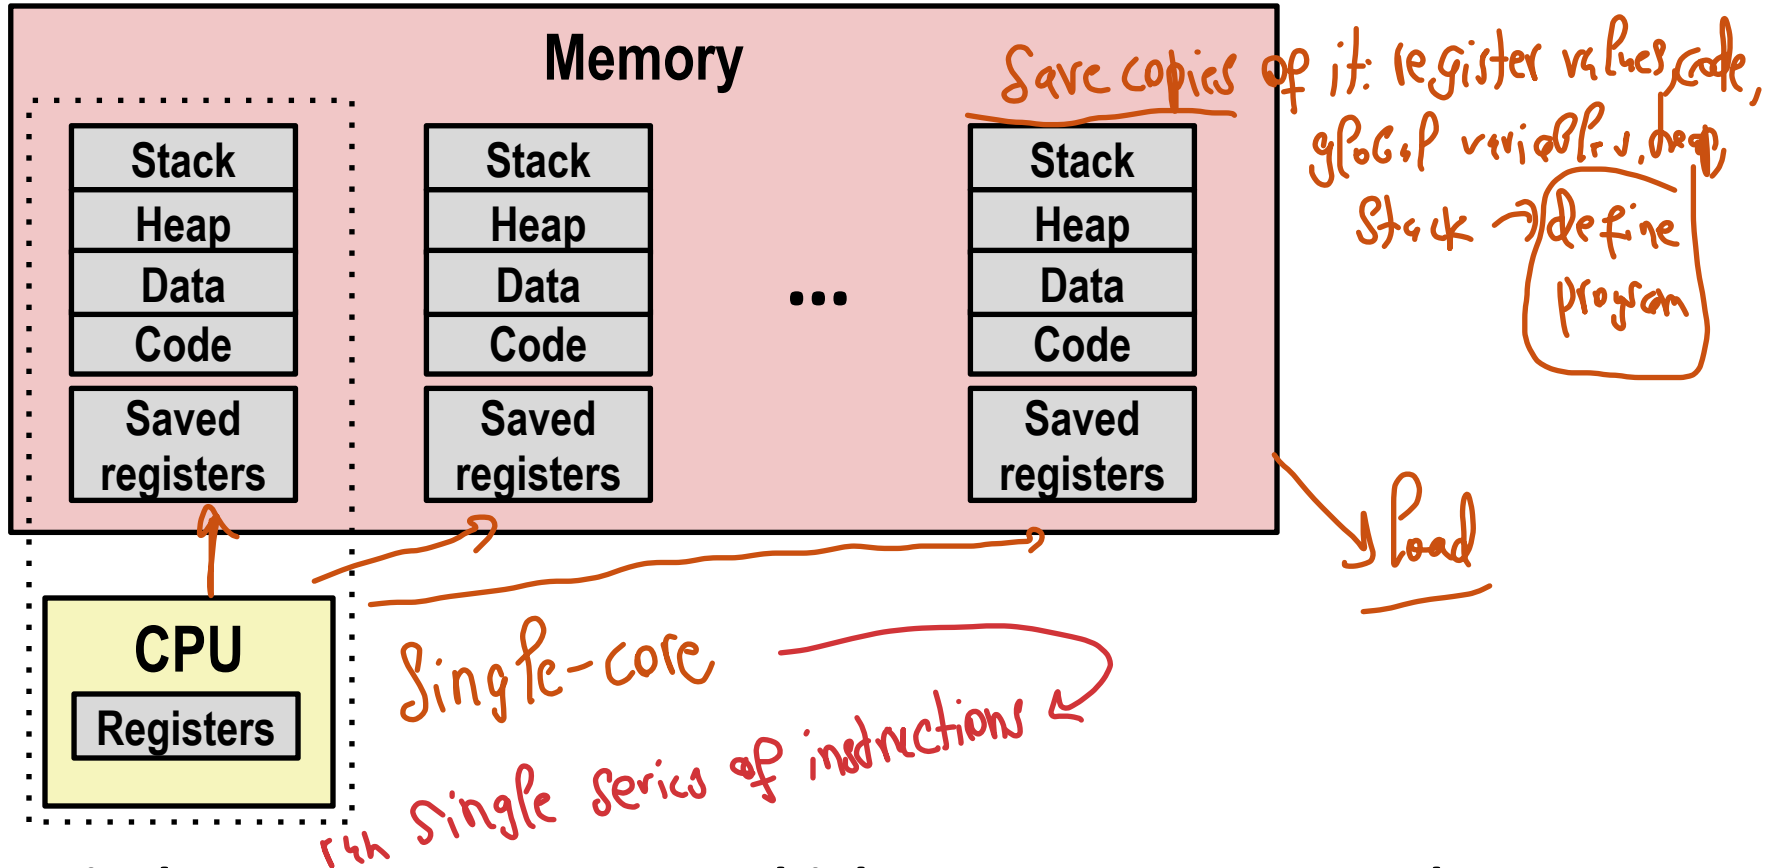 Memory
Save copies of it: register values, code,
global variables, heap,
Stack → define
program
Stack
Heap
Data
Code
Saved
registers
Stack
Heap
Data
Code
Saved
registers
...
Stack
Heap
Data
Code
Saved
registers
Load
CPU
Registers
Single-core
run single series of instructions